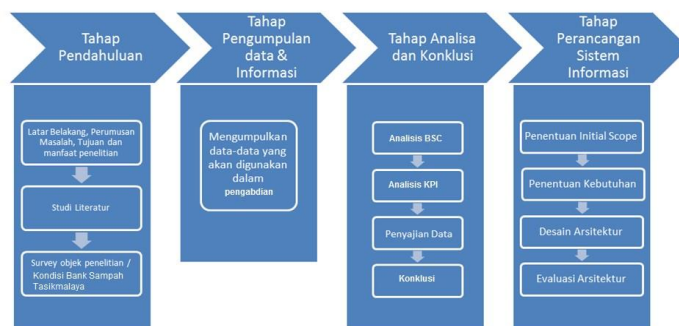 Tahap
Pendahuluan
Latar Belakang, Perumusan
Masalah, Tujuan dan
manfaat penelitian
Studi Literatur
Survey objek penelitian /
Kondisi Bank Sampah
Tasikmalaya
Tahap
Pengumpulan
data &
Informasi
Mengumpulkan
data-data yang
akan digunakan
dalam
pengabdian
Tahap Analisa
dan Konklusi
Analisis BSC
Analisis KPI
Penyajian Data
Konklusi
Tahap
Perancangan
Sistem
Informasi
Penentuan Initial Scope
Penentuan Kebutuhan
Desain Arsitektur
Evaluasi Arsitektur